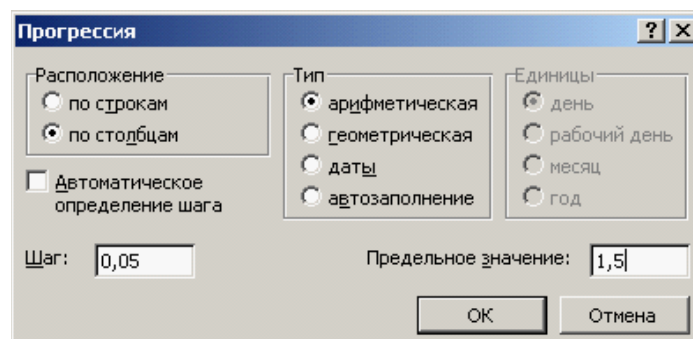 Прогрессия
Расположение
по строкам
по столбцам
Автоматическое
определение шага
Тип
арифметическая
геометрическая
даты
автозаполнение
Единицы
день
рабочий день
месяц
год
Шаг: 0,05
Предельное значение: 1,5
ОК
Отмена